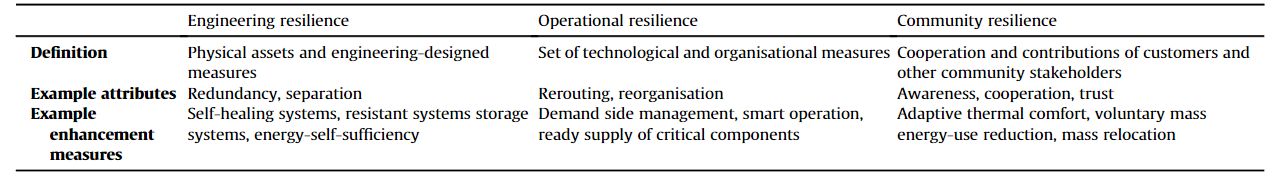 Engineering resilience Operational resilience Community resilience
Definition Physical assets and engineering-designed Set of technological and organisational measures Cooperation and contributions of customers and
measures other community stakeholders
Example attributes Redundancy, separation Rerouting, reorganisation Awareness, cooperation, trust
Example Self-healing systems, resistant systems storage Demand side management, smart operation, Adaptive thermal comfort, voluntary mass
enhancement systems, energy-self-sufficiency ready supply of critical components energy-use reduction, mass relocation
measures